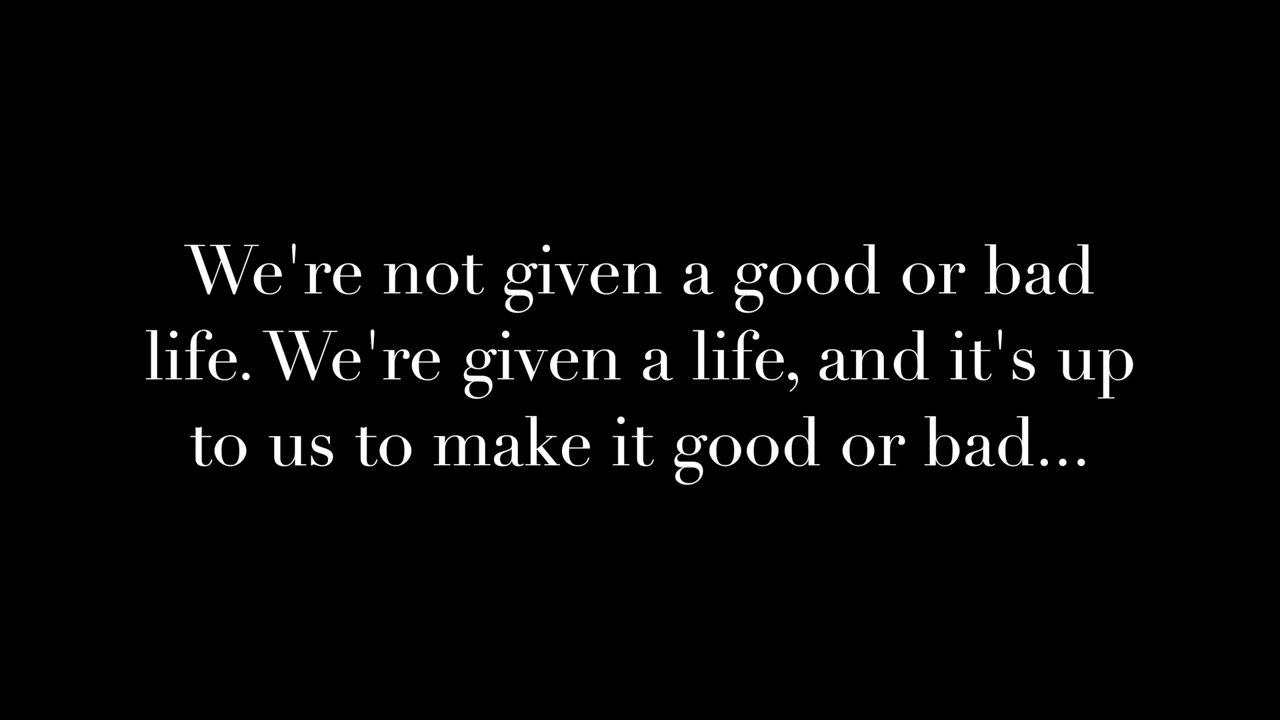 We're not given a good or bad
life. We're given a life, and it's up
to us to make it good or bad...